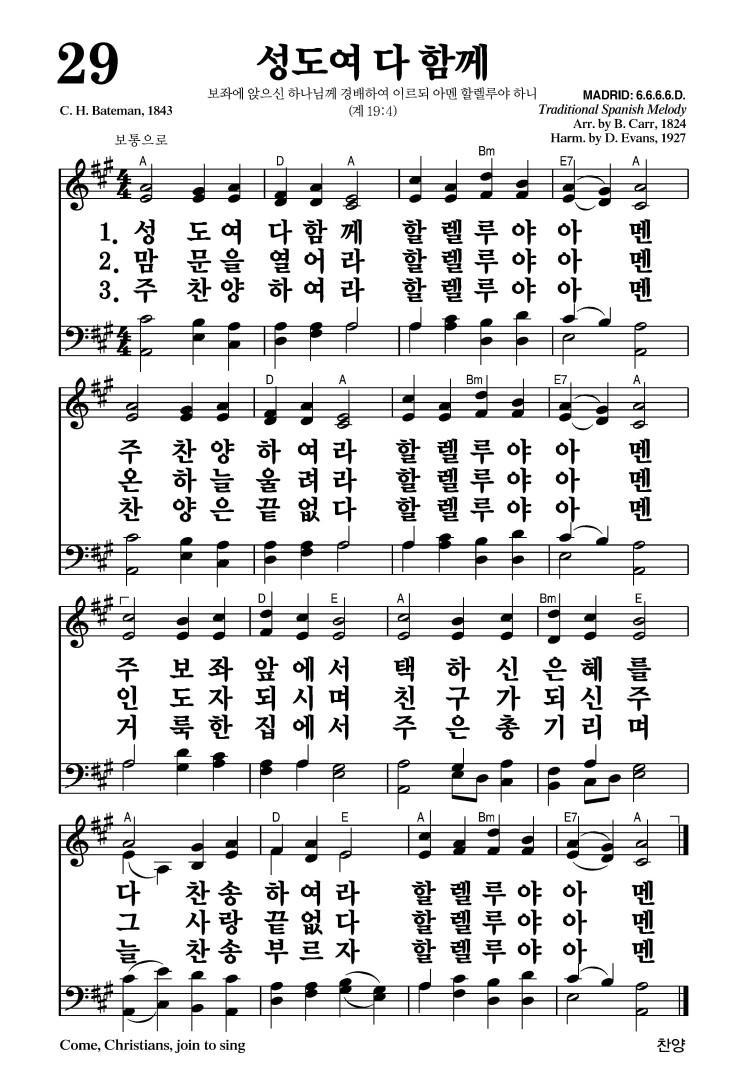 29
성도여 다 함께
보좌에 앉으신 하나님께 경배하여 이르되 아멘 할렐루야 하니
(계 19:4)
C. H. Bateman, 1843
MADRID: 6.6.6.6.D.
Traditional Spanish Melody
Arr. by B. Carr, 1824
Harm. by D. Evans, 1927
보통으로
A D A Bm E7 A
4 4
1. 성 도 여 다 함 께 할 렐 루 야 아 멘
2. 맘 문 을 열 어 라 할 렐 루 야 아 멘
3. 주 찬 양 하 여 라 할 렐 루 야 아 멘
4 4
D A Bm E7 A
주 찬 양 하 여 라 할 렐 루 야 아 멘
온 하 늘 울 려 라 할 렐 루 야 아 멘
찬 양 은 끝 없 다 할 렐 루 야 아 멘
D E A Bm E
주 보 좌 앞 에 서 택 하 신 은 혜 를
인 도 자 되 시 며 친 구 가 되 신 주
거 룩 한 집 에 서 주 은 총 기 리 며
A D E A Bm E7 A
다 찬 송 하 여 라 할 렐 루 야 아 멘
그 사 랑 끝 없 다 할 렐 루 야 아 멘
늘 찬 송 부 르 자 할 렐 루 야 아 멘
Come, Christians, join to sing
찬양